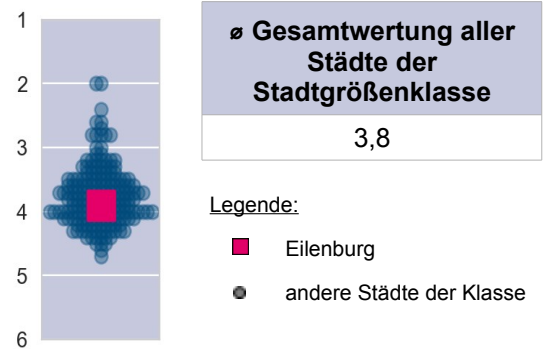 1
2
3
4
5
6
⌀ Gesamtwertung aller
Städte der
Stadtgrößenklasse
3,8
Legende:
Eilenburg
andere Städte der Klasse